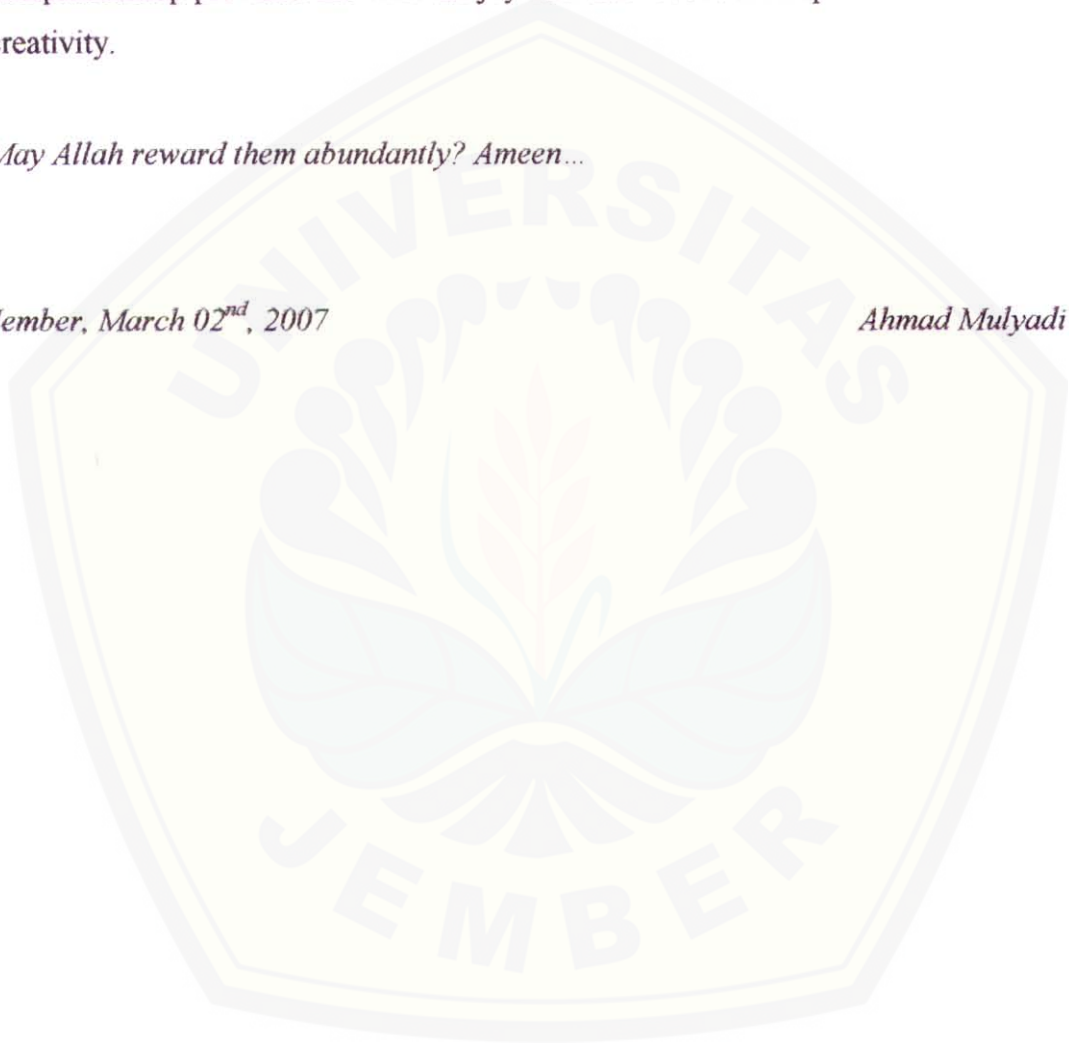 reativity.
May Allah reward them abundantly? Ameen...
ember, March 02nd, 2007 Ahmad Mulyadi
UNIVERSITAS
JEMBER